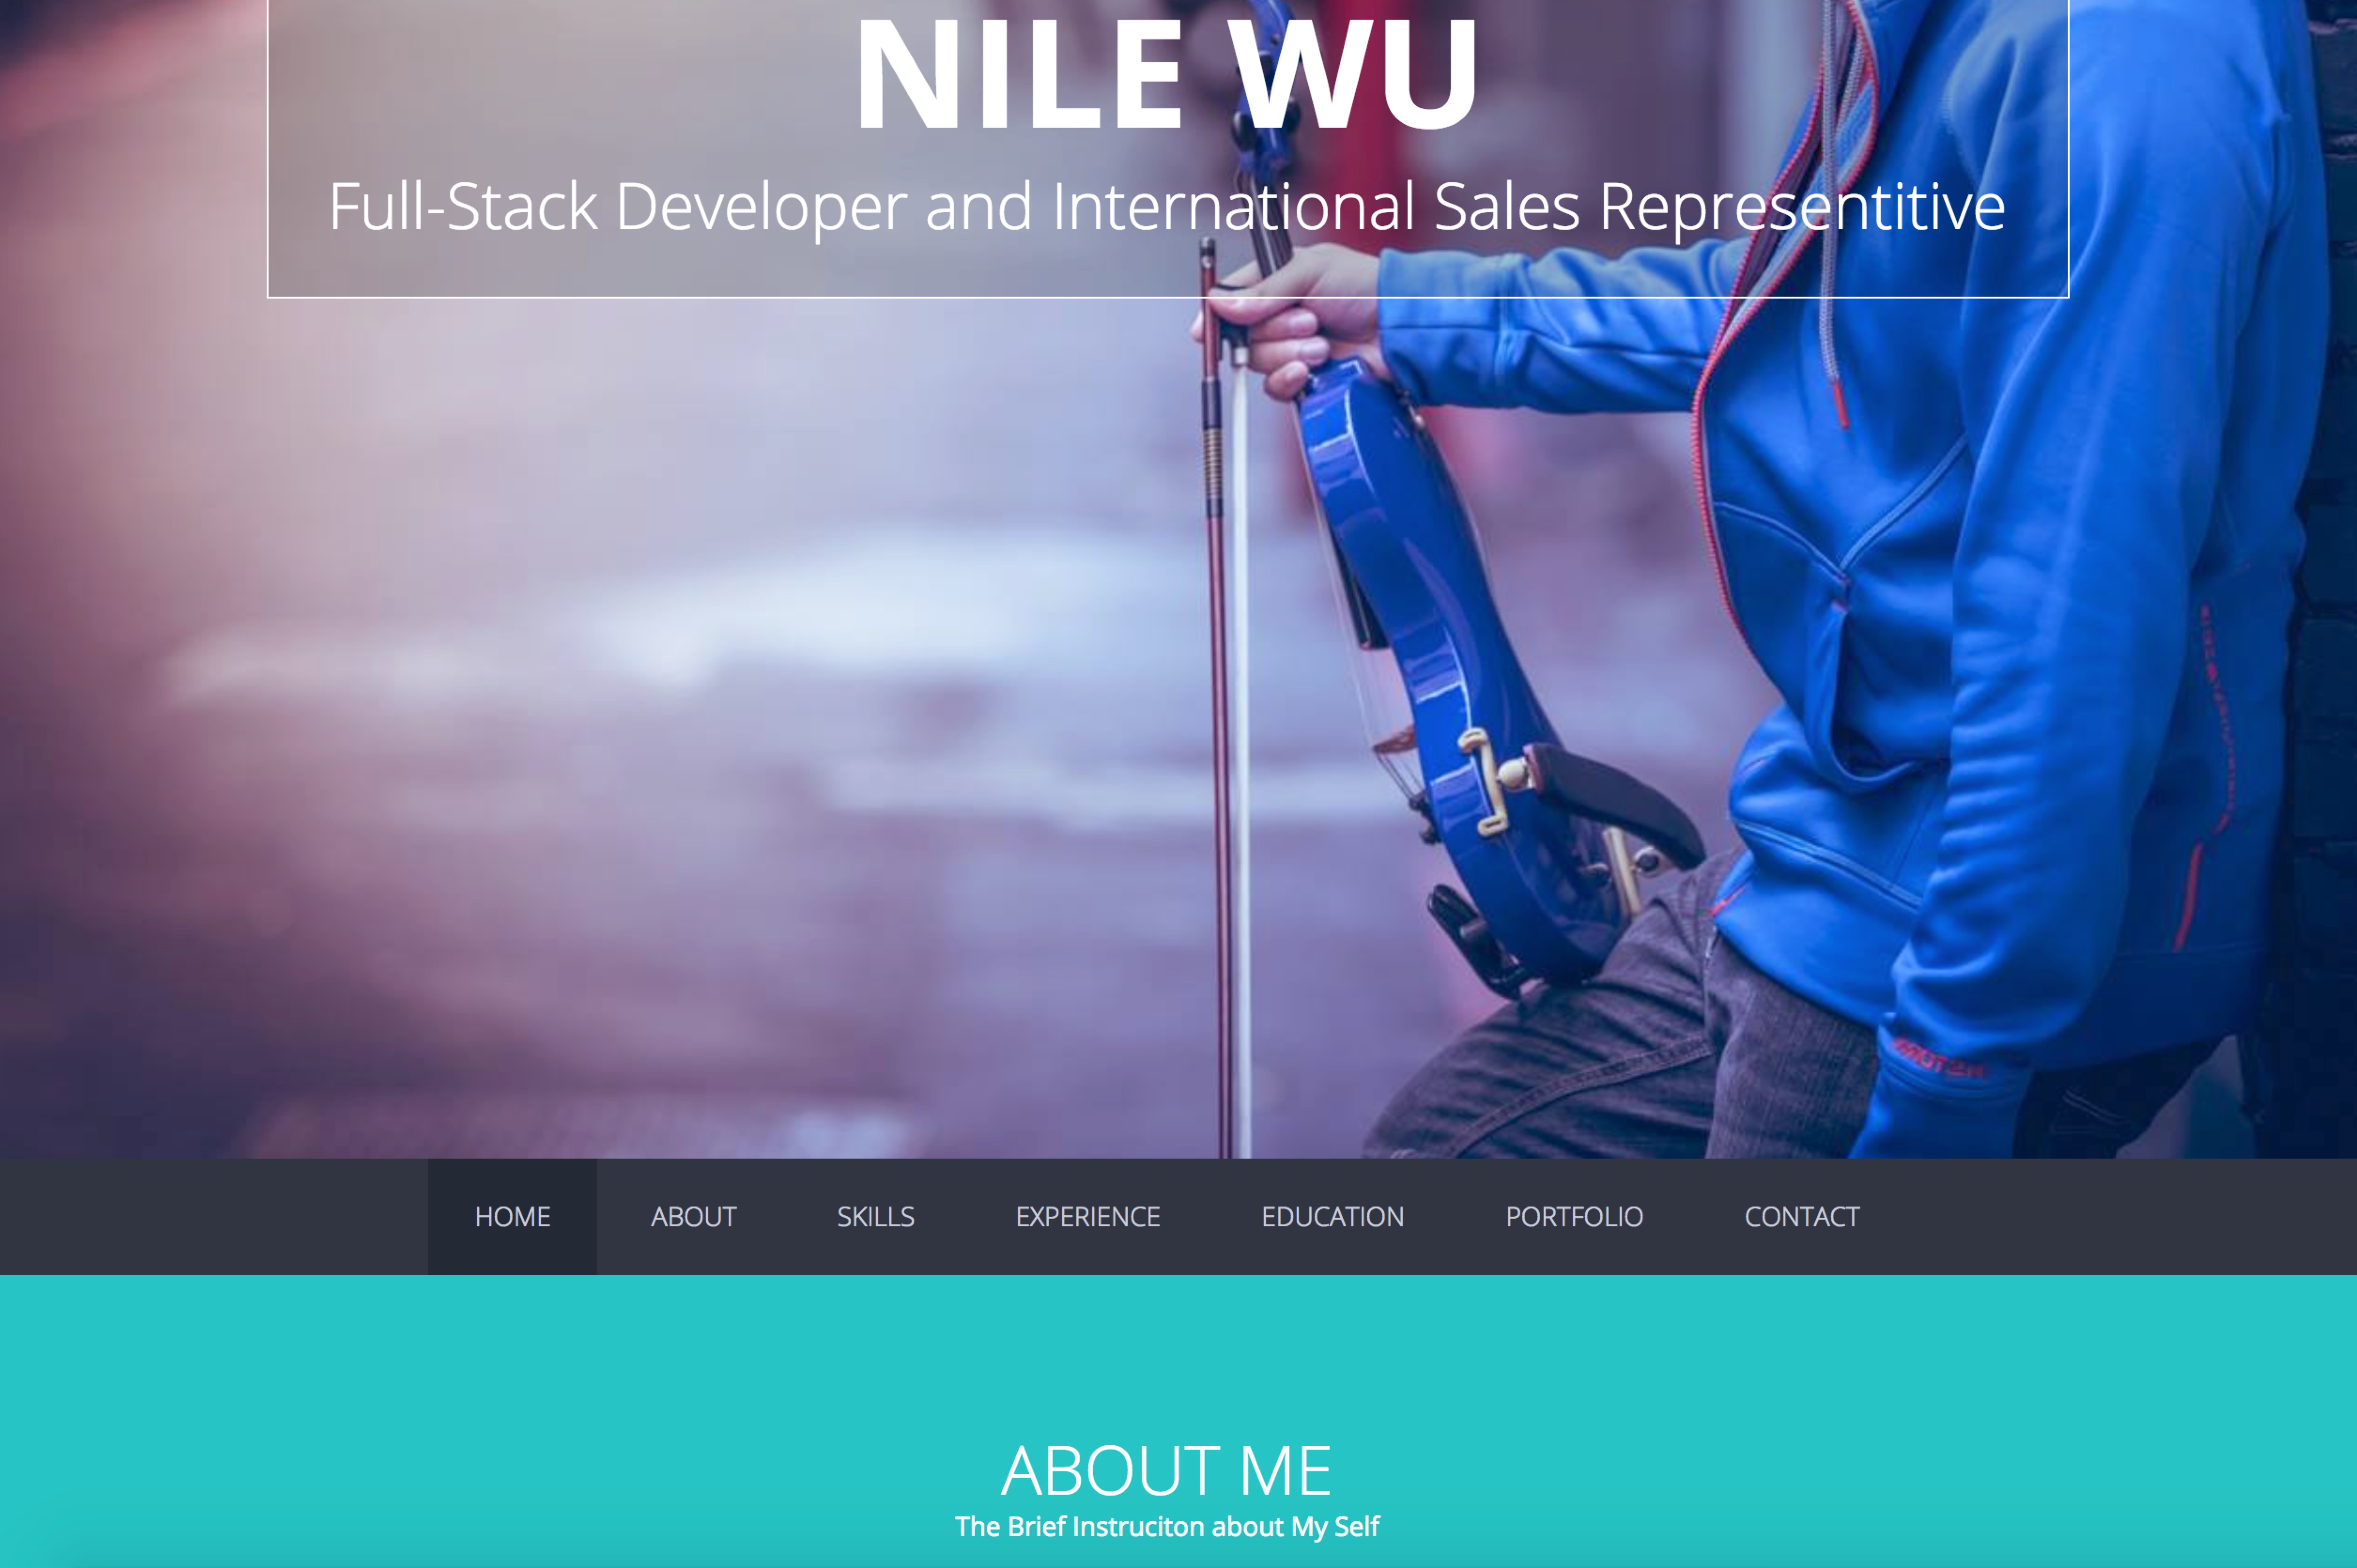 NILE WU
Full-Stack Developer and International Sales Representitive
HOME ABOUT SKILLS EXPERIENCE EDUCATION PORTFOLIO CONTACT
ABOUT ME
The Brief Instruciton about My Self